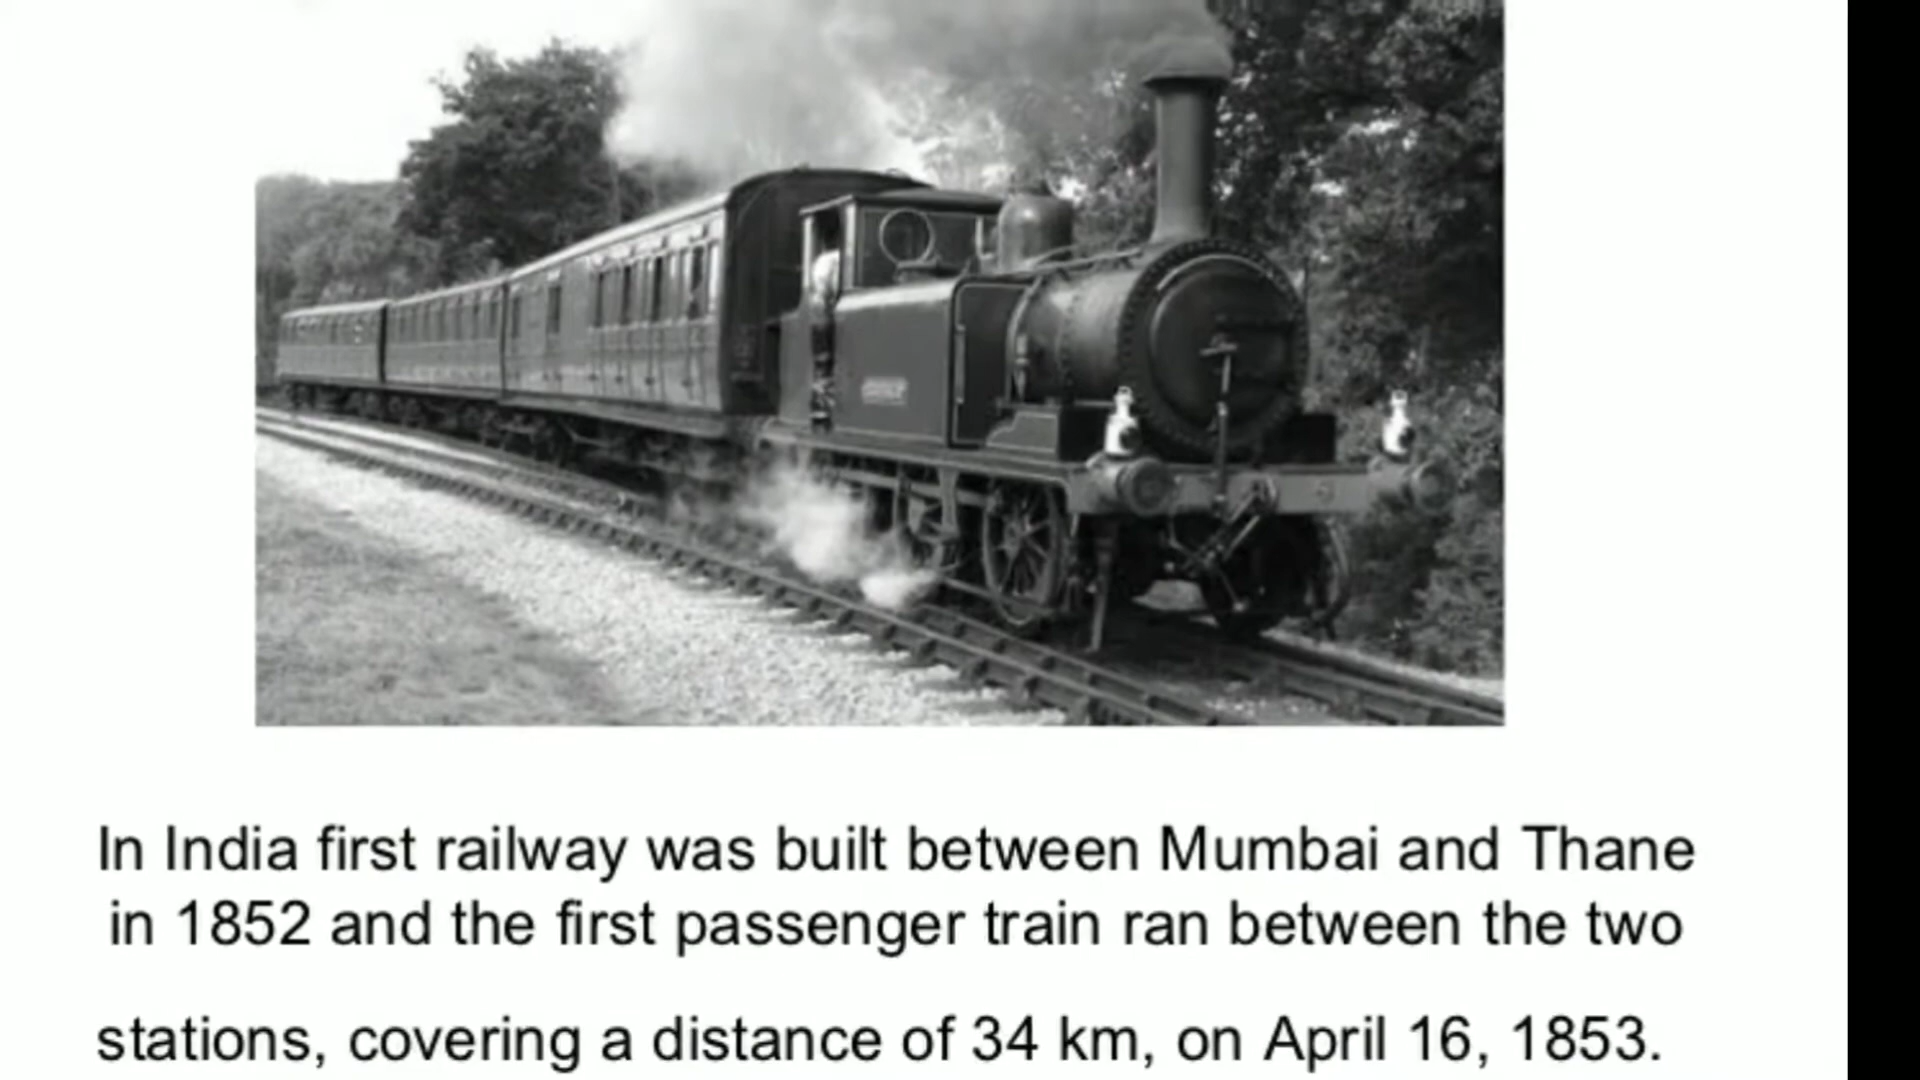 In India first railway was built between Mumbai and Thane
in 1852 and the first passenger train ran between the two
stations, covering a distance of 34 km, on April 16, 1853.